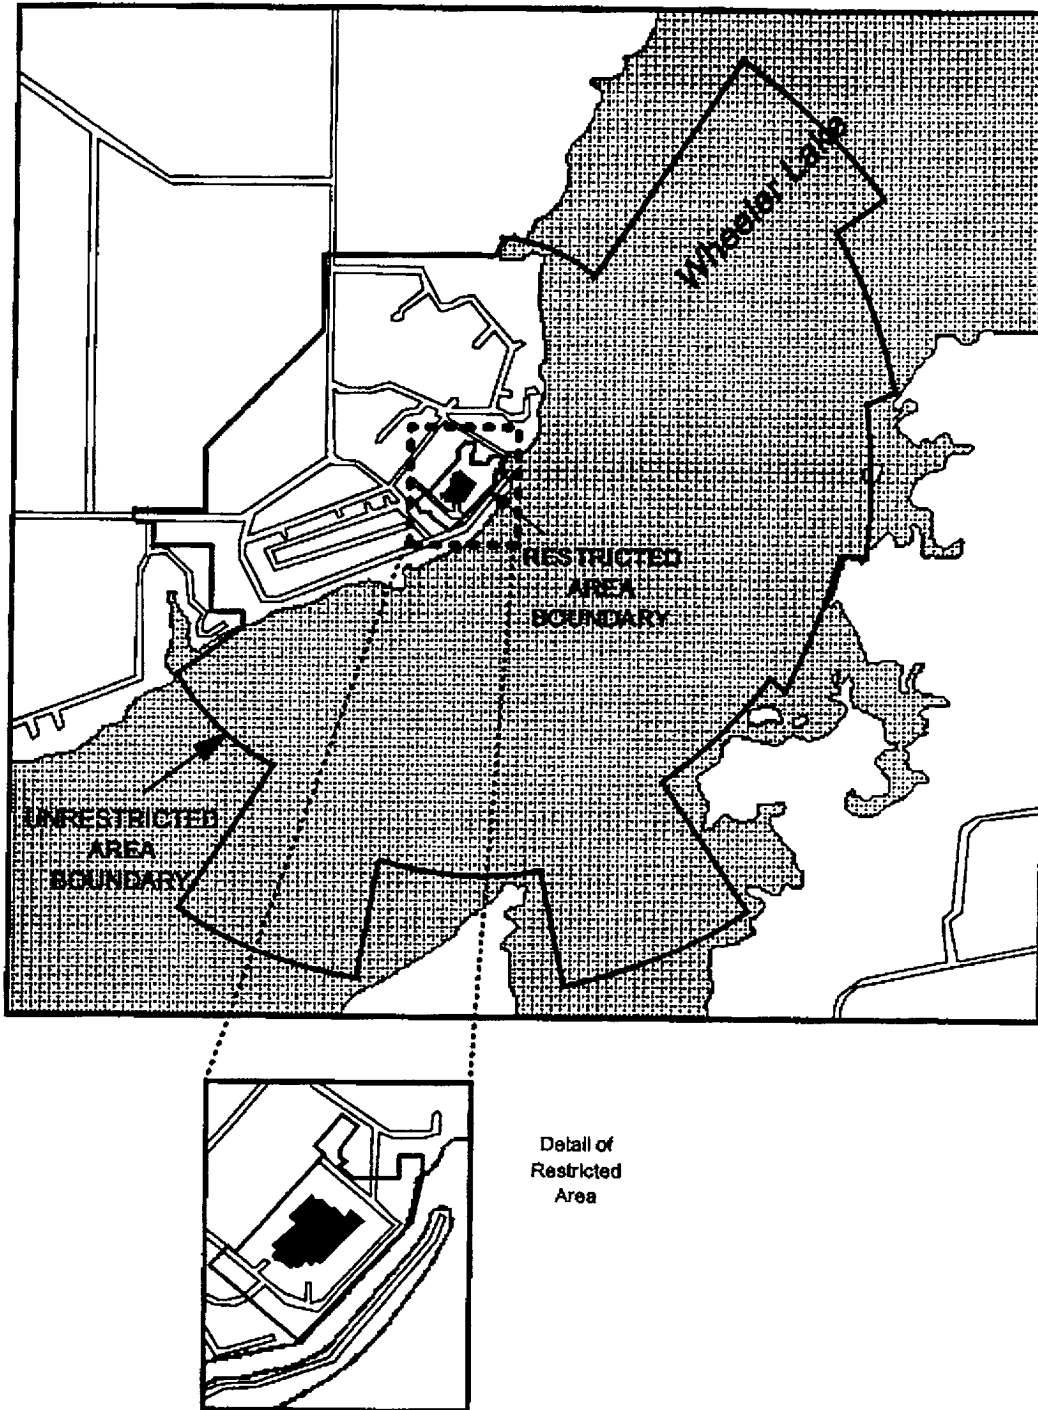 Wheeler Lake
RESTRICTED
AREA
BOUNDARY
UNRESTRICTED
AREA
BOUNDARY
Detail of
Restricted
Area